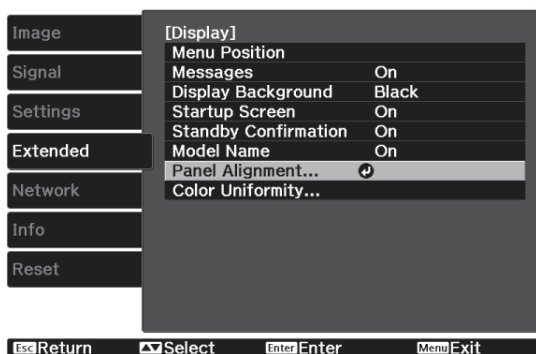 Image
Signal
Settings
Extended
Network
Info
Reset
[Display]
Menu Position
Messages On
Display Background Black
Startup Screen On
Standby Confirmation On
Model Name On
Panel Alignment...
Color Uniformity...
Esc Return Select Enter Enter Menu Exit